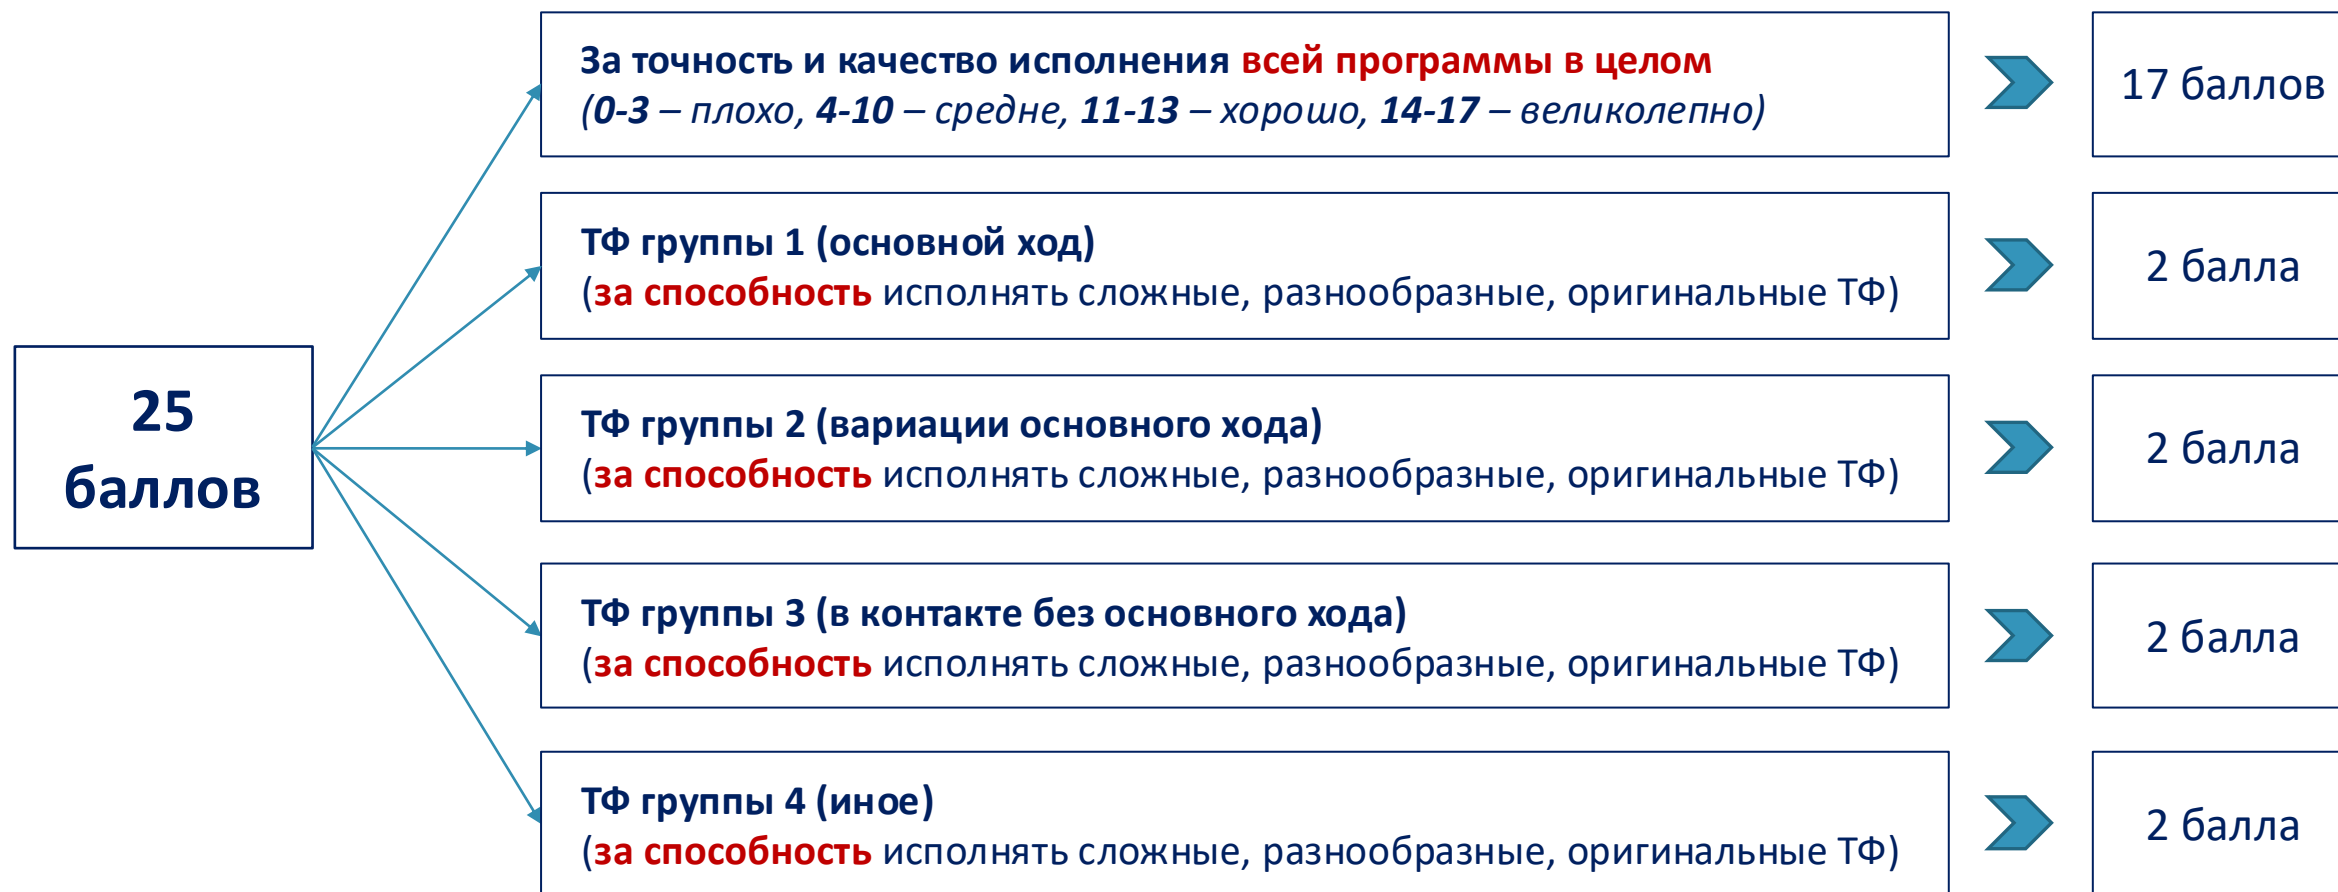 За точность и качество исполнения всей программы в целом
(0-3 – плохо, 4-10 – средне, 11-13 – хорошо, 14-17 – великолепно)
17 баллов
ТФ группы 1 (основной ход)
(за способность исполнять сложные, разнообразные, оригинальные ТФ)
2 балла
25
баллов
ТФ группы 2 (вариации основного хода)
(за способность исполнять сложные, разнообразные, оригинальные ТФ)
2 балла
ТФ группы 3 (в контакте без основного хода)
(за способность исполнять сложные, разнообразные, оригинальные ТФ)
2 балла
ТФ группы 4 (иное)
(за способность исполнять сложные, разнообразные, оригинальные ТФ)
2 балла